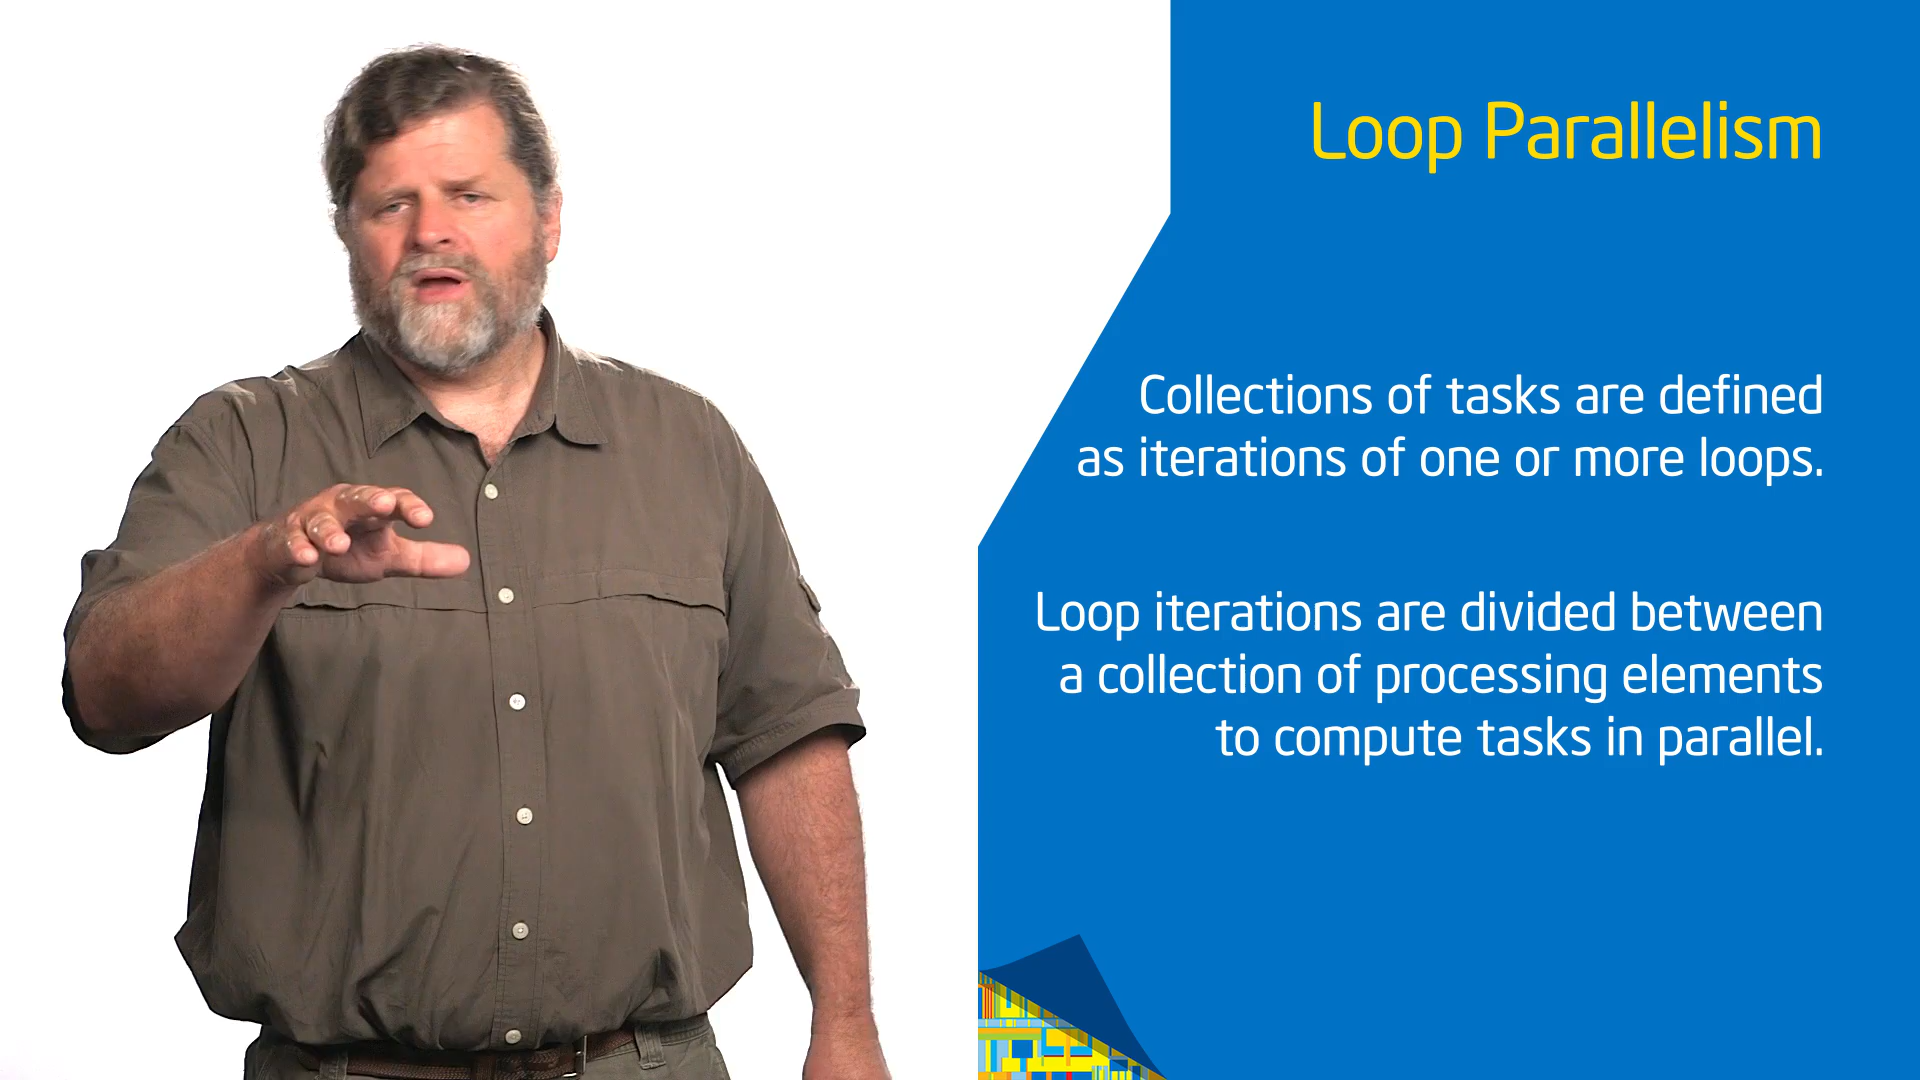 Loop Parallelism
Collections of tasks are defined
as iterations of one or more loops.
Loop iterations are divided between
a collection of processing elements
to compute tasks in parallel.